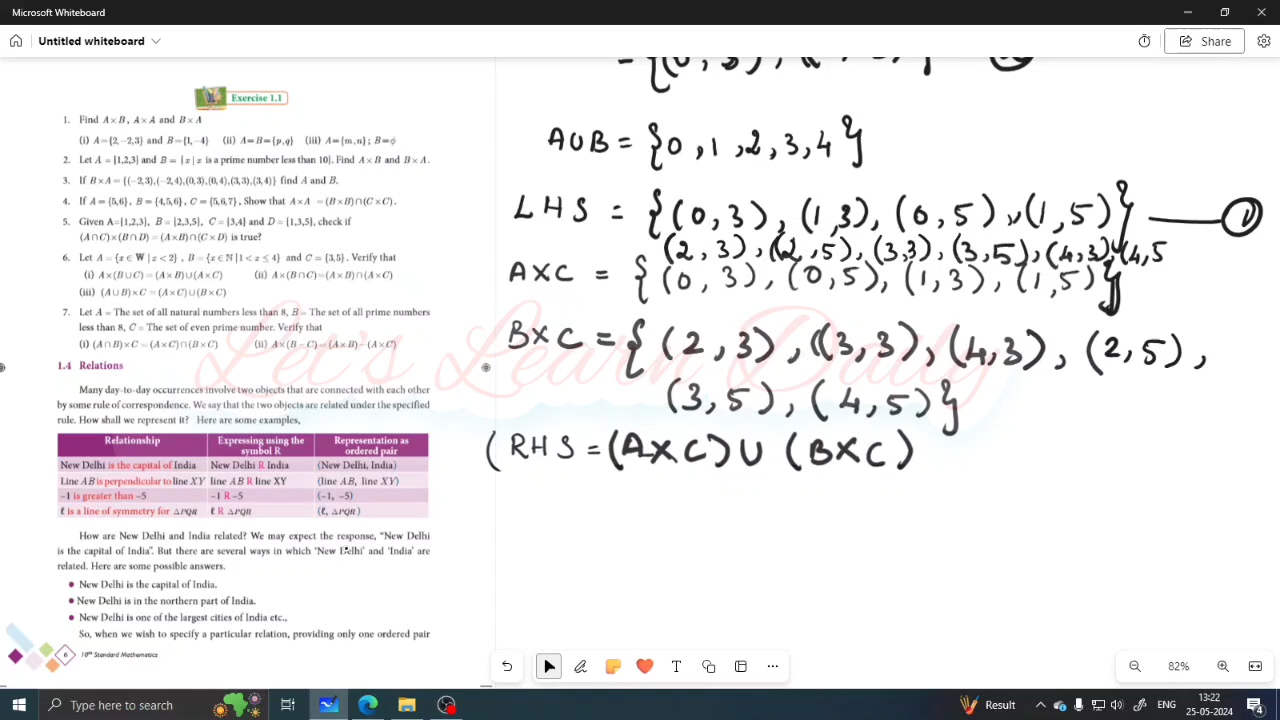 Microsoft Whiteboard
Untitled whiteboard
Share
Exercise 1.1
1. Find A×B, A×A and B×A
(i) A={2,−2,3} and B={1,−4} (ii) A=B={p,q} (iii) A={m,n}; B=ϕ
2. Let A = {1,2,3} and B = {x | x is a prime number less than 10}. Find A×B and B×A.
3. If B×A = {(−2,3),(−2,4),(0,3),(0,4),(3,3),(3,4)} find A and B.
4. If A = {5,6}, B = {4,5,6}, C = {5,6,7}, Show that A×A = (B×B)∩(C×C).
5. Given A={1,2,3}, B = {2,3,5}, C = {3,4} and D = {1,3,5}, check if
(A∩C)×(B∩D) = (A×B)∩(C×D) is true?
6. Let A = {x∈W | x < 2}, B = {x∈N | 1 < x ≤ 4} and C = {3,5}. Verify that
(i) A×(B∪C) = (A×B)∪(A×C) (ii) A×(B∩C) = (A×B)∩(A×C)
(iii) (A∪B)×C = (A×C)∪(B×C)
7. Let A = The set of all natural numbers less than 8, B = The set of all prime numbers
less than 8, C = The set of even prime number. Verify that
(i) (A∩B)×C = (A×C)∩(B×C) (ii) A×(B−C) = (A×B)−(A×C)
1.4 Relations
Many day-to-day occurrences involve two objects that are connected with each other
by some rule of correspondence. We say that the two objects are related under the specified
rule. How shall we represent it? Here are some examples,
Relationship Expressing using the symbol R Representation as ordered pair
New Delhi is the capital of India New Delhi R India (New Delhi, India)
Line AB is perpendicular to line XY line AB R line XY (line AB, line XY)
−1 is greater than −5 −1 R −5 (−1, −5)
ℓ is a line of symmetry for △PQR ℓ R △PQR (ℓ, △PQR)
How are New Delhi and India related? We may expect the response, “New Delhi
is the capital of India”. But there are several ways in which ‘New Delhi’ and ‘India’ are
related. Here are some possible answers.
• New Delhi is the capital of India.
• New Delhi is in the northern part of India.
• New Delhi is one of the largest cities of India etc.,
So, when we wish to specify a particular relation, providing only one ordered pair
6 10th Standard Mathematics
A∪B = {0,1,2,3,4}
LHS = {(0,3),(1,3),(0,5),(1,5)} — ①
(2,3),(2,5),(3,3),(3,5),(4,3),(4,5
A×C = {(0,3),(0,5),(1,3),(1,5)}
B×C = {(2,3),(3,3),(4,3),(2,5),
(3,5),(4,5)}
(RHS = (A×C)∪(B×C)
Let's Learn Daily
82%
Type here to search
Result
ENG
13:22
25-05-2024